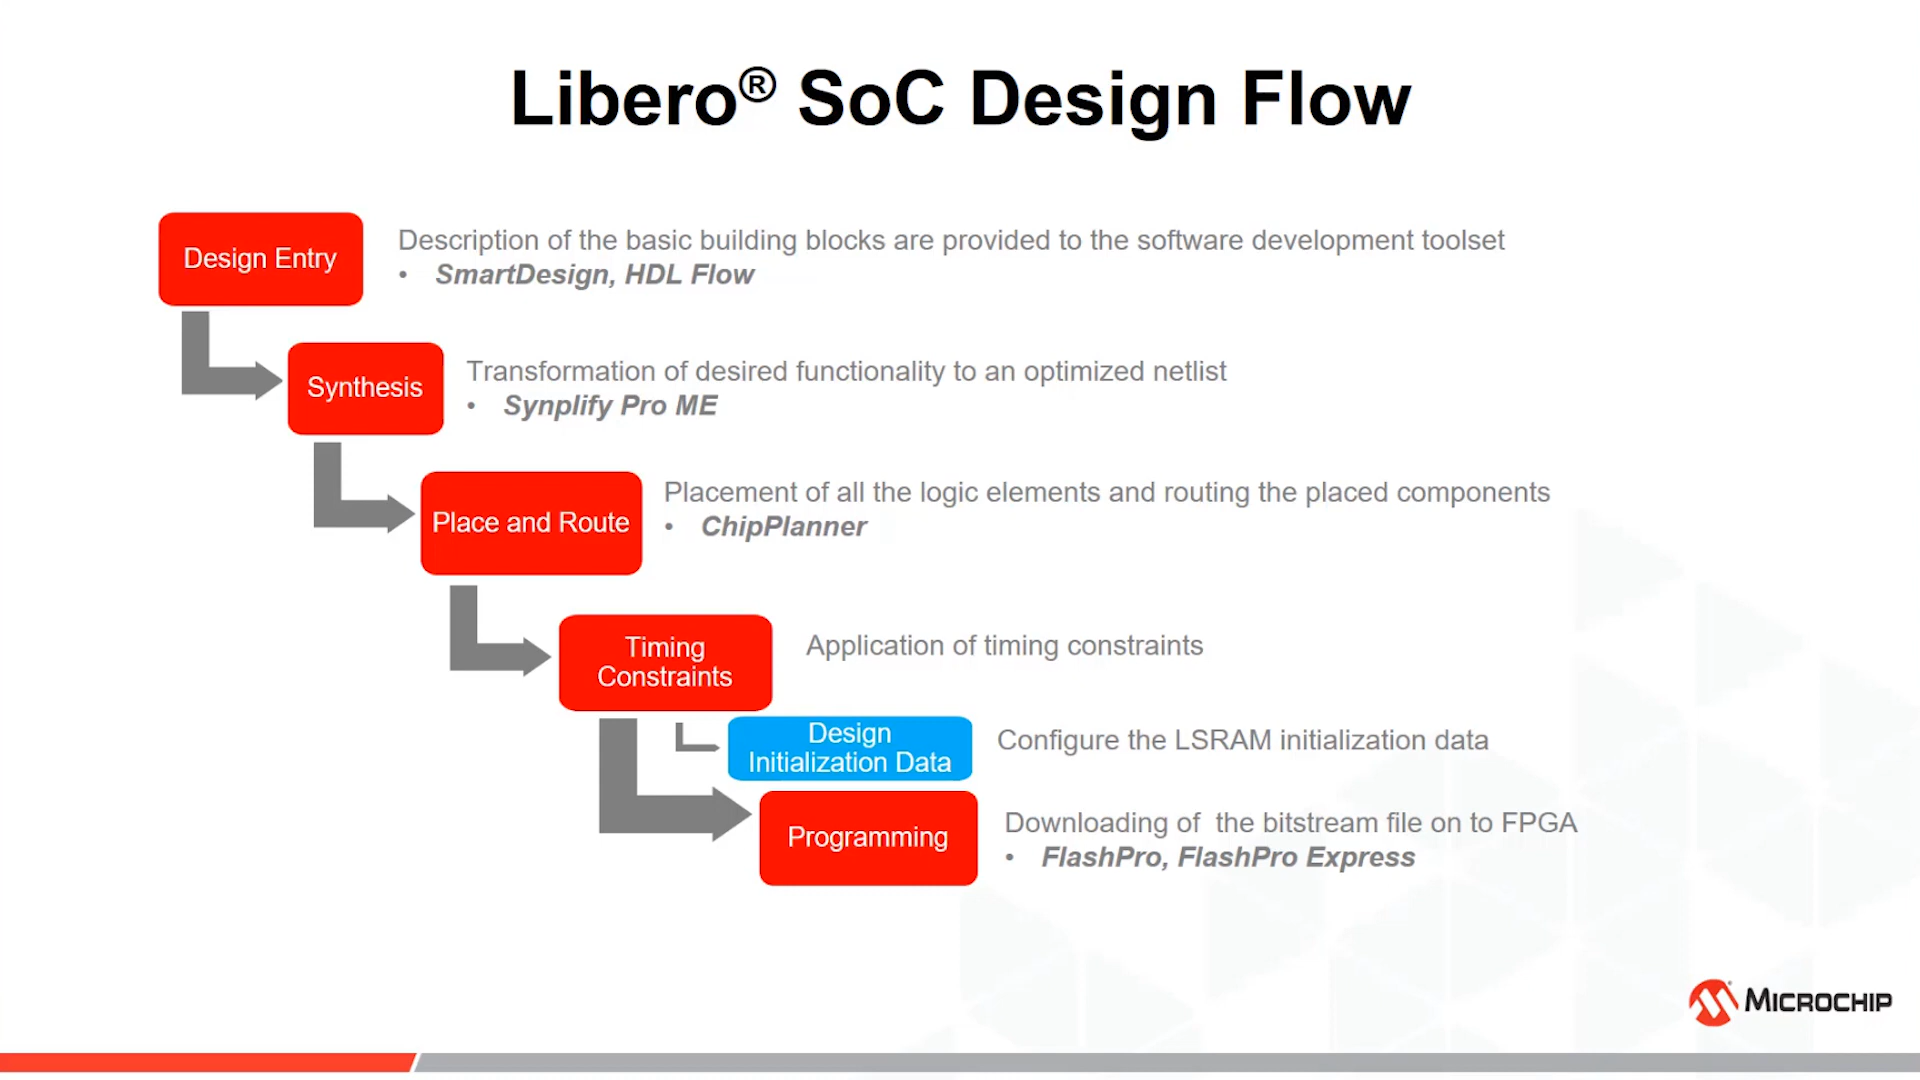 Libero® SoC Design Flow
Design Entry
Description of the basic building blocks are provided to the software development toolset
• SmartDesign, HDL Flow
Synthesis
Transformation of desired functionality to an optimized netlist
• Synplify Pro ME
Place and Route
Placement of all the logic elements and routing the placed components
• ChipPlanner
Timing
Constraints
Application of timing constraints
Design
Initialization Data
Configure the LSRAM initialization data
Programming
Downloading of  the bitstream file on to FPGA
• FlashPro, FlashPro Express
MICROCHIP